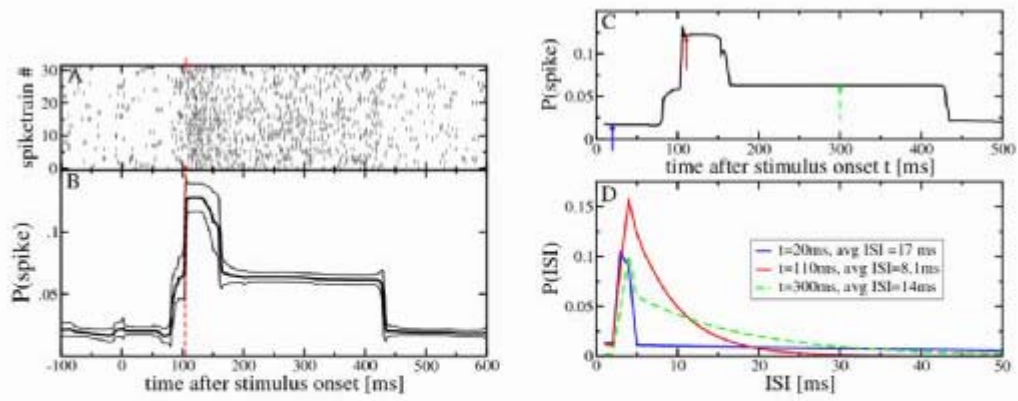 A
spiketrain #
30
20
10
0
B
P(spike)
.1
.05
-100 0 100 200 300 400 500 600
time after stimulus onset [ms]
C
P(spike)
0.1
0.05
0
0 100 200 300 400 500
time after stimulus onset t [ms]
D
P(ISI)
0.15
0.1
0.05
0
t=20ms, avg ISI =17 ms
t=110ms, avg ISI=8,1ms
t=300ms, avg ISI=14ms
0 10 20 30 40 50
ISI [ms]